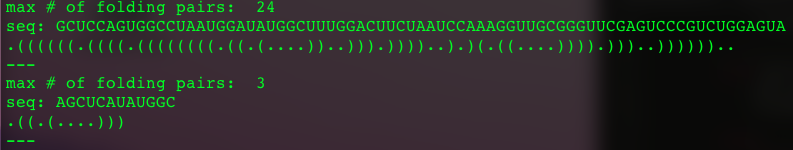 max # of folding pairs:  24
seq: GCUCCAGUGGCCUAAUGGAUAUGGCUUUGGACUUCUAAUCCAAAGGUUGCGGGUUCGAGUCCCGUCUGGAGUA
.((((((.((((.((((((((.((.(....))..))).))))..).)(.((....)))).)))..))))))..
---
max # of folding pairs:  3
seq: AGCUCAUAUGGC
.((.(....)))
---